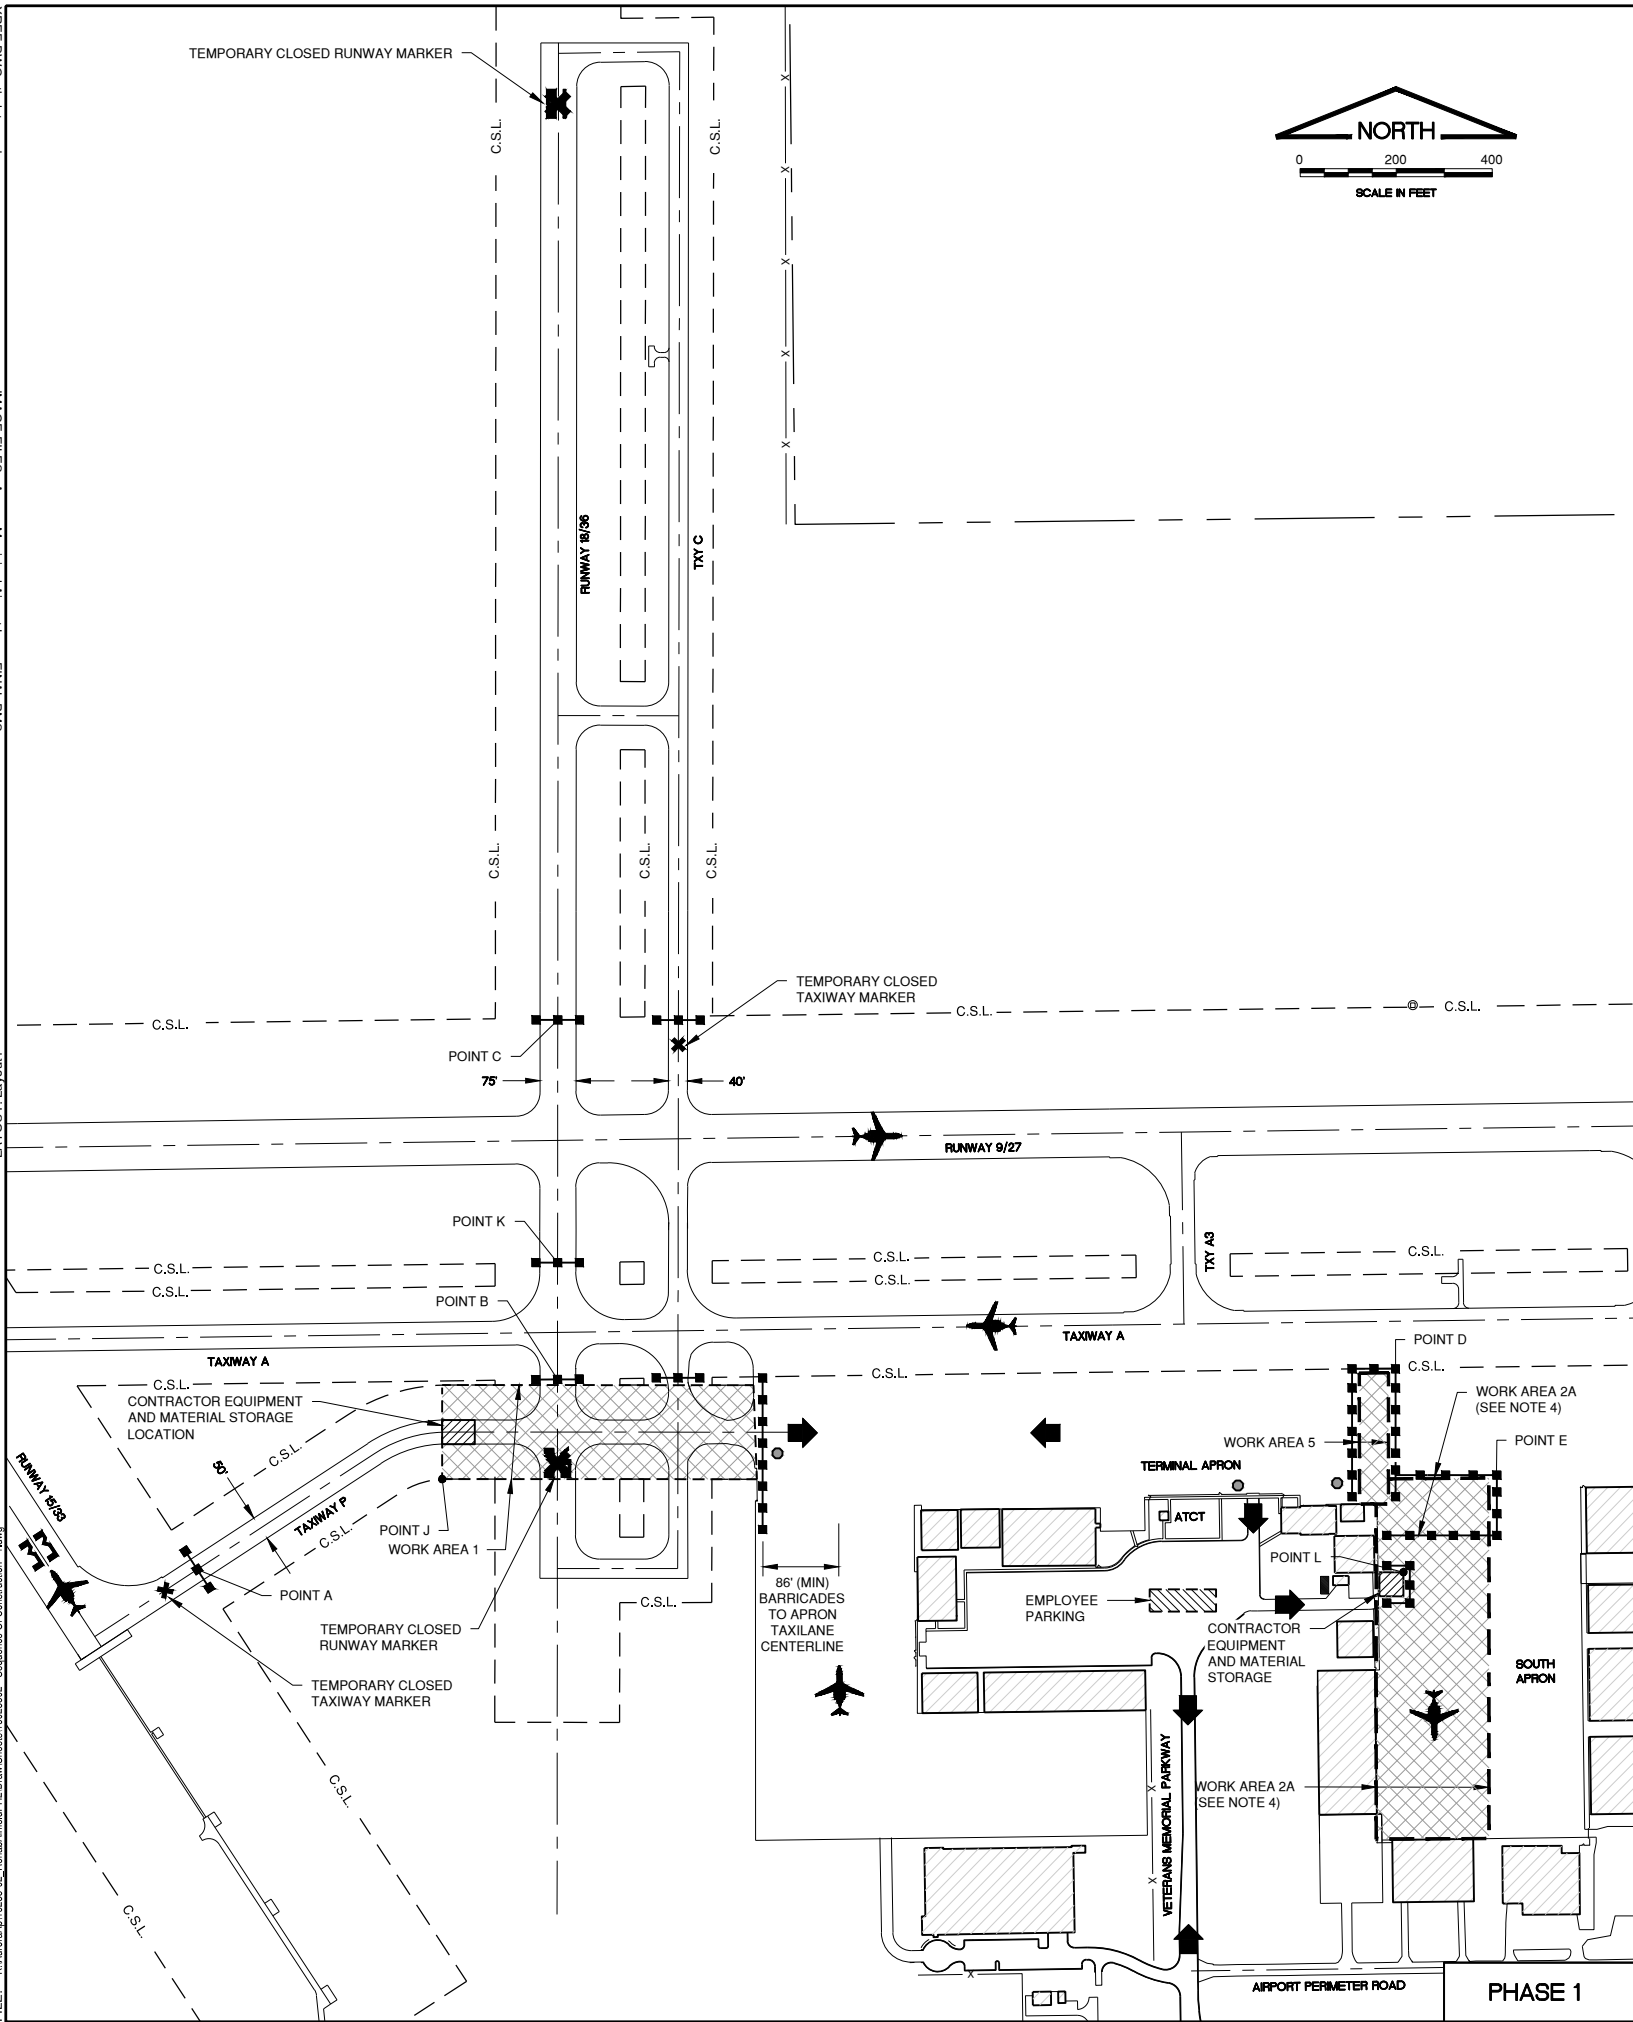 TEMPORARY CLOSED RUNWAY MARKER
NORTH
0 200 400
SCALE IN FEET
C.S.L.
C.S.L.
X
X
X
X
X
RUNWAY 18/36
TXY C
C.S.L.
C.S.L.
C.S.L.
TEMPORARY CLOSED
TAXIWAY MARKER
C.S.L.
C.S.L.
C.S.L.
POINT C
75'
40'
RUNWAY 9/27
POINT K
TXY A3
C.S.L.
C.S.L.
C.S.L.
C.S.L.
C.S.L.
POINT B
TAXIWAY A
TAXIWAY A
POINT D
C.S.L.
C.S.L.
C.S.L.
CONTRACTOR EQUIPMENT
AND MATERIAL STORAGE
LOCATION
WORK AREA 2A
(SEE NOTE 4)
WORK AREA 5
POINT E
C.S.L.
50'
RUNWAY 15/33
TERMINAL APRON
TAXIWAY P
C.S.L.
POINT J
WORK AREA 1
ATCT
POINT L
POINT A
86' (MIN)
BARRICADES
TO APRON
TAXILANE
CENTERLINE
C.S.L.
EMPLOYEE
PARKING
TEMPORARY CLOSED
RUNWAY MARKER
CONTRACTOR
EQUIPMENT
AND MATERIAL
STORAGE
SOUTH
APRON
TEMPORARY CLOSED
TAXIWAY MARKER
C.S.L.
VETERANS MEMORIAL PARKWAY
X
X
WORK AREA 2A
(SEE NOTE 4)
C.S.L.
X
AIRPORT PERIMETER ROAD
PHASE 1